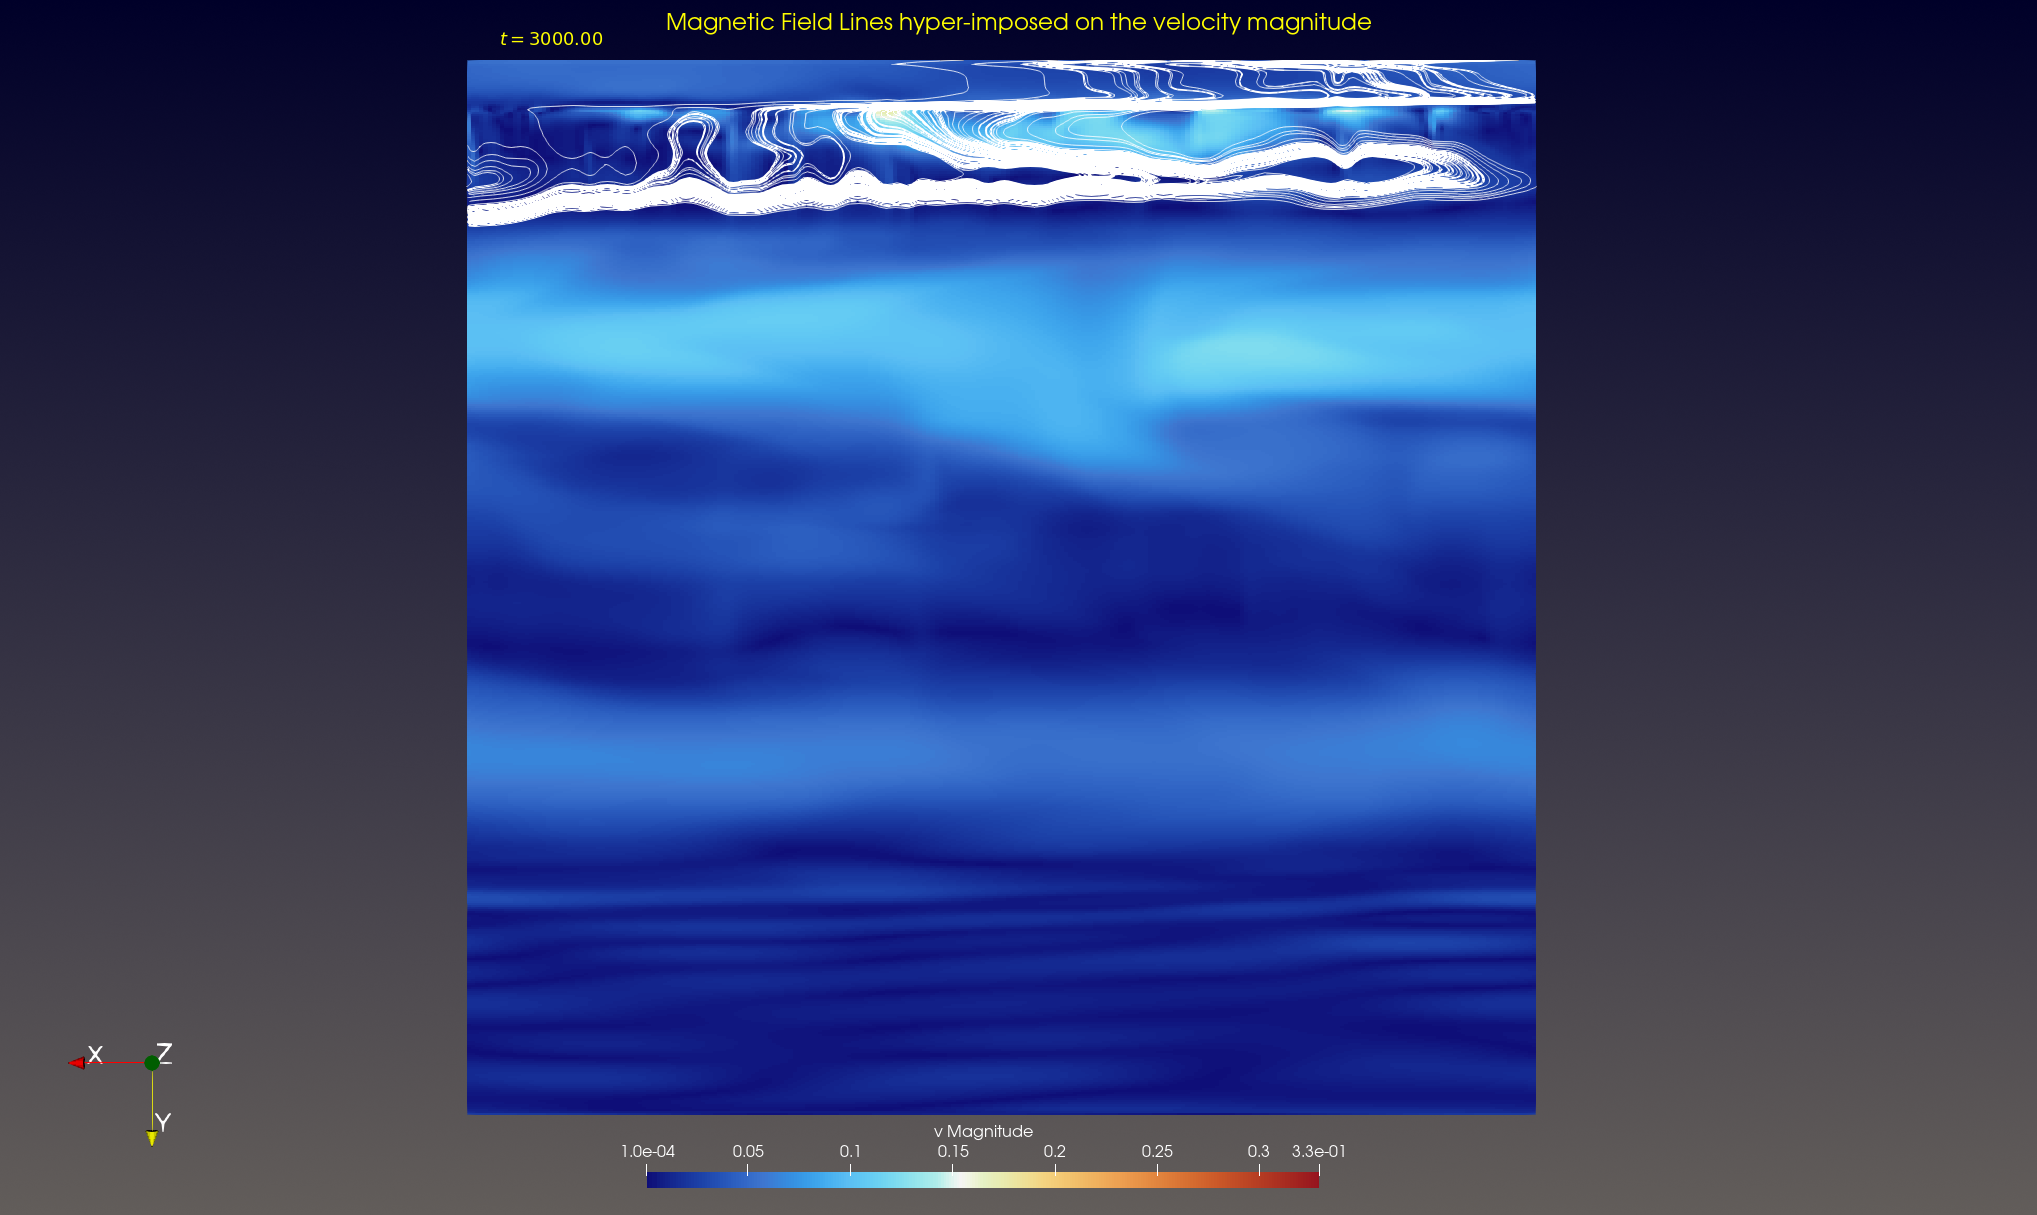 Magnetic Field Lines hyper-imposed on the velocity magnitude
t = 3000.00
X
Z
Y
v Magnitude
1.0e-04 0.05 0.1 0.15 0.2 0.25 0.3 3.3e-01